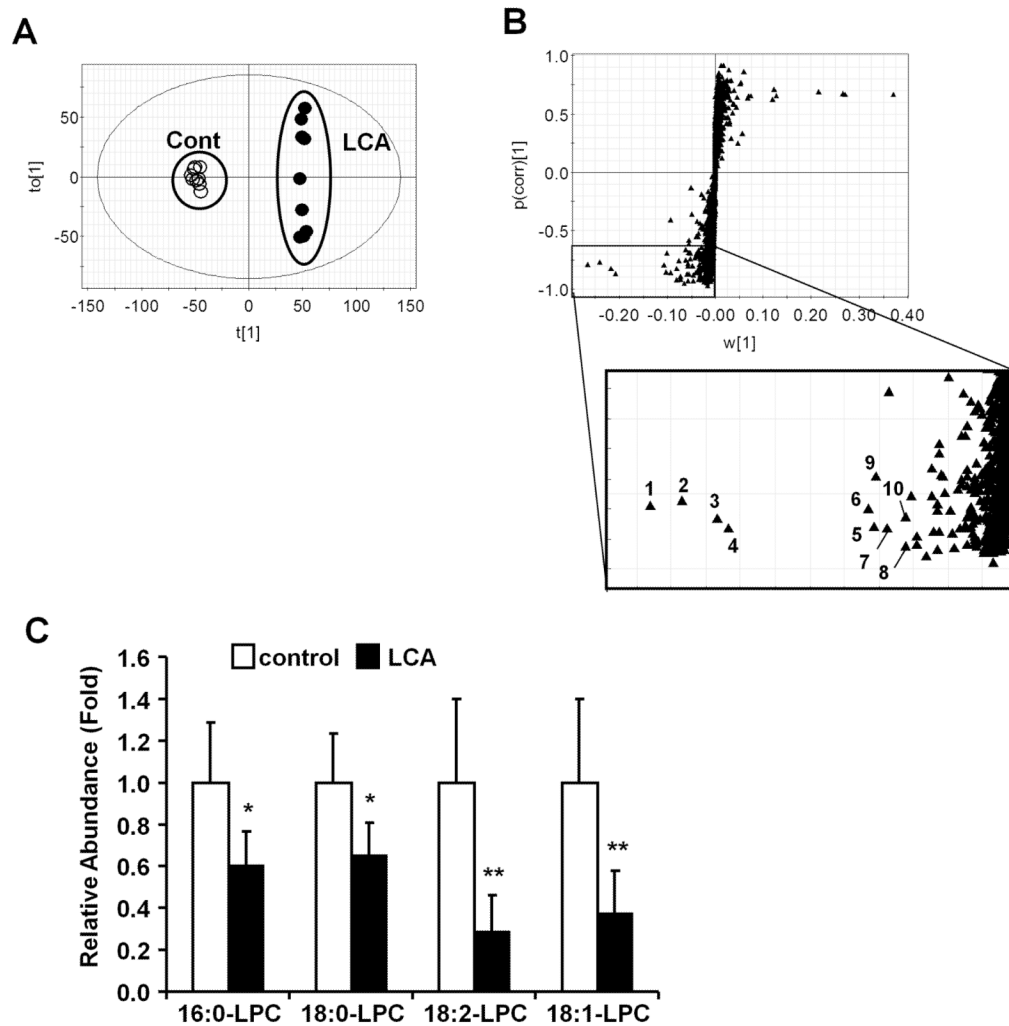 A
Cont
LCA
50
0
-50
to[1]
-150 -100 -50 0 50 100 150
t[1]
B
1.0
0.5
0.0
-0.5
-1.0
p(corr)[1]
-0.20 -0.10 -0.00 0.10 0.20 0.30 0.40
w[1]
1
2
3
4
9
10
6
5
7
8
C
control LCA
1.6
1.4
1.2
1.0
0.8
0.6
0.4
0.2
0.0
Relative Abundance (Fold)
*
*
**
**
16:0-LPC 18:0-LPC 18:2-LPC 18:1-LPC